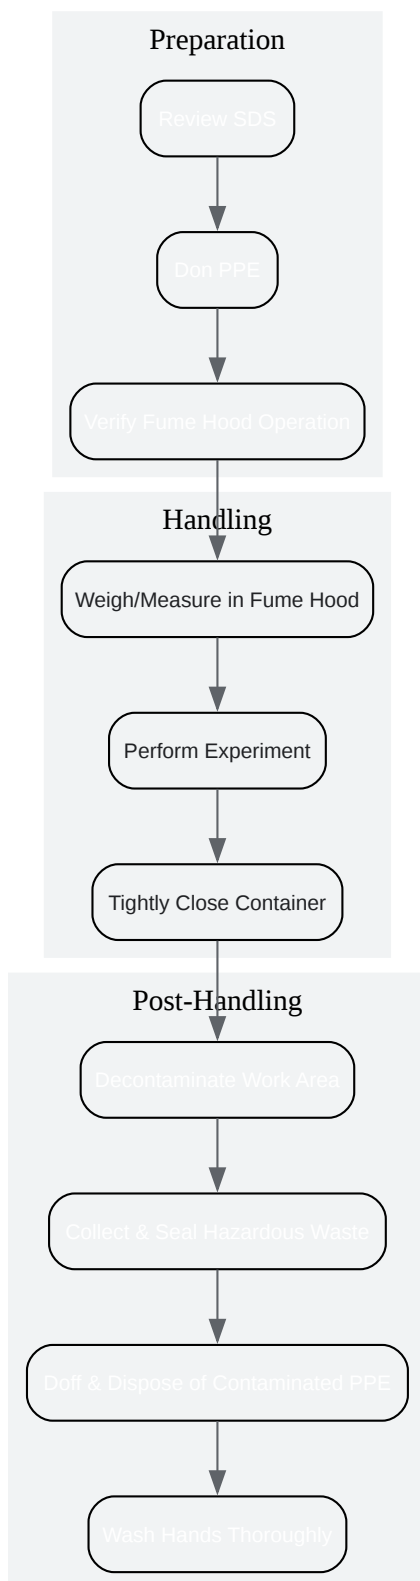 Preparation
Review SDS
Don PPE
Verify Fume Hood Operation
Handling
Weigh/Measure in Fume Hood
Perform Experiment
Tightly Close Container
Post-Handling
Decontaminate Work Area
Collect & Seal Hazardous Waste
Doff & Dispose of Contaminated PPE
Wash Hands Thoroughly